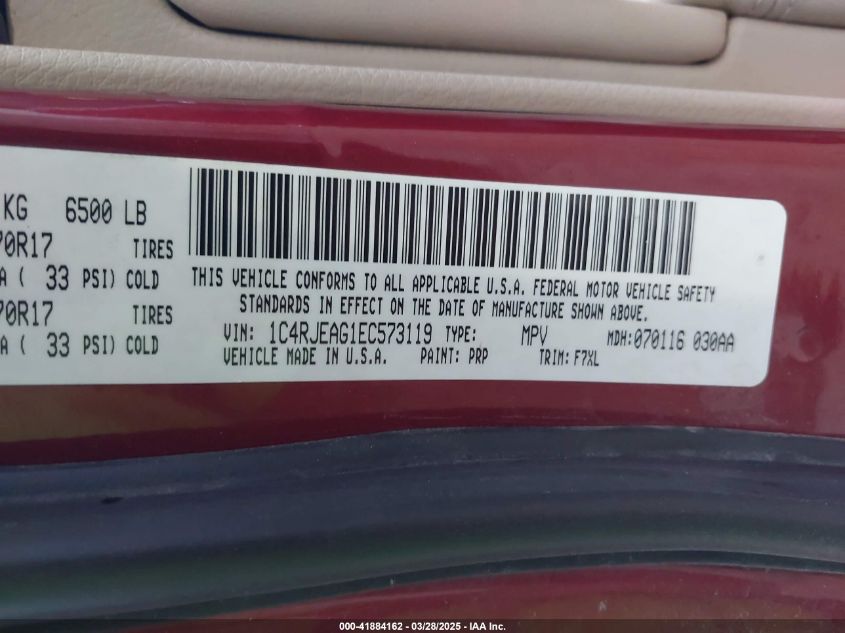 KG 6500 LB
70R17 TIRES
A ( 33 PSI) COLD
70R17 TIRES
A ( 33 PSI) COLD
THIS VEHICLE CONFORMS TO ALL APPLICABLE U.S.A. FEDERAL MOTOR VEHICLE SAFETY
STANDARDS IN EFFECT ON THE DATE OF MANUFACTURE SHOWN ABOVE.
VIN: 1C4RJEAG1EC573119 TYPE: MPV MDH:070116 030AA
VEHICLE MADE IN U.S.A. PAINT: PRP TRIM: F7XL
000-41884162 - 03/28/2025 - IAA Inc.